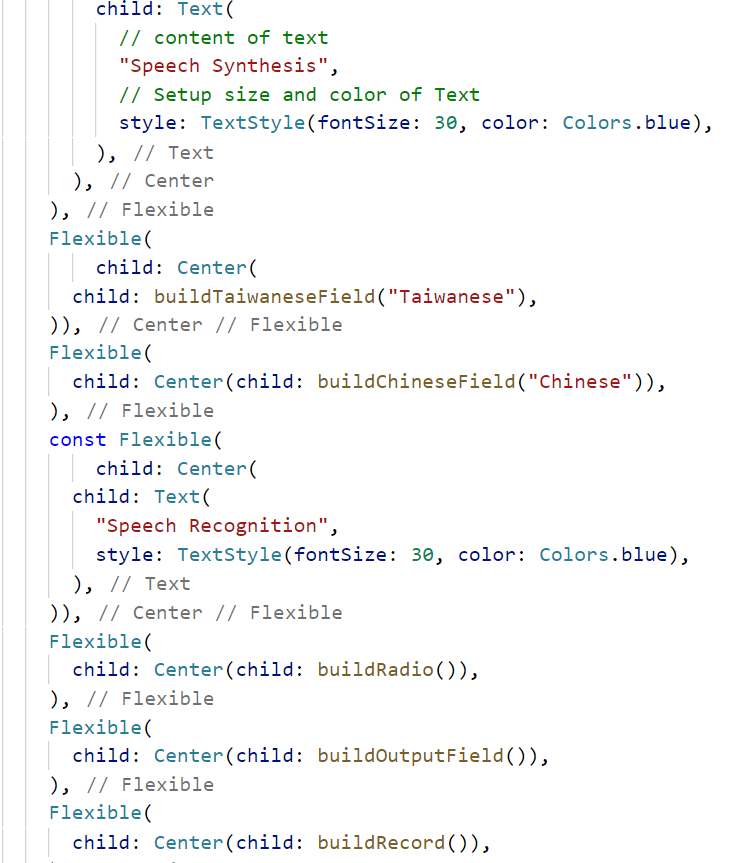 child: Text(
// content of text
"Speech Synthesis",
// Setup size and color of Text
style: TextStyle(fontSize: 30, color: Colors.blue),
), // Text
), // Center
), // Flexible
Flexible(
child: Center(
child: buildTaiwaneseField("Taiwanese"),
)), // Center // Flexible
Flexible(
child: Center(child: buildChineseField("Chinese")),
), // Flexible
const Flexible(
child: Center(
child: Text(
"Speech Recognition",
style: TextStyle(fontSize: 30, color: Colors.blue),
), // Text
)), // Center // Flexible
Flexible(
child: Center(child: buildRadio()),
), // Flexible
Flexible(
child: Center(child: buildOutputField()),
), // Flexible
Flexible(
child: Center(child: buildRecord()),